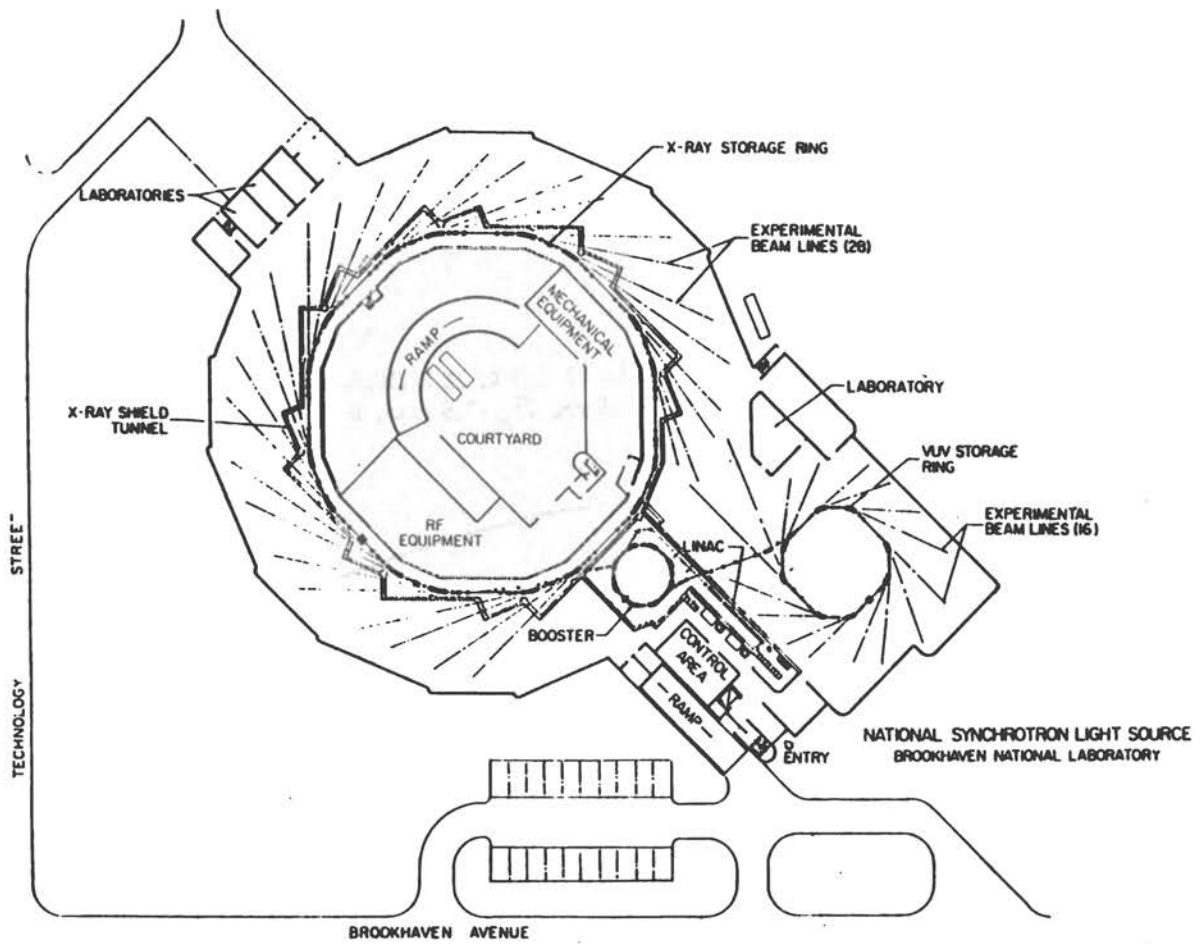 X-RAY STORAGE RING
LABORATORIES
EXPERIMENTAL
BEAM LINES (28)
MECHANICAL
EQUIPMENT
RAMP
LABORATORY
X-RAY SHIELD
TUNNEL
COURTYARD
VUV STORAGE
RING
EXPERIMENTAL
BEAM LINES (16)
RF
EQUIPMENT
LINAC
BOOSTER
CONTROL
AREA
RAMP
ENTRY
NATIONAL SYNCHROTRON LIGHT SOURCE
BROOKHAVEN NATIONAL LABORATORY
TECHNOLOGY STREET
BROOKHAVEN AVENUE